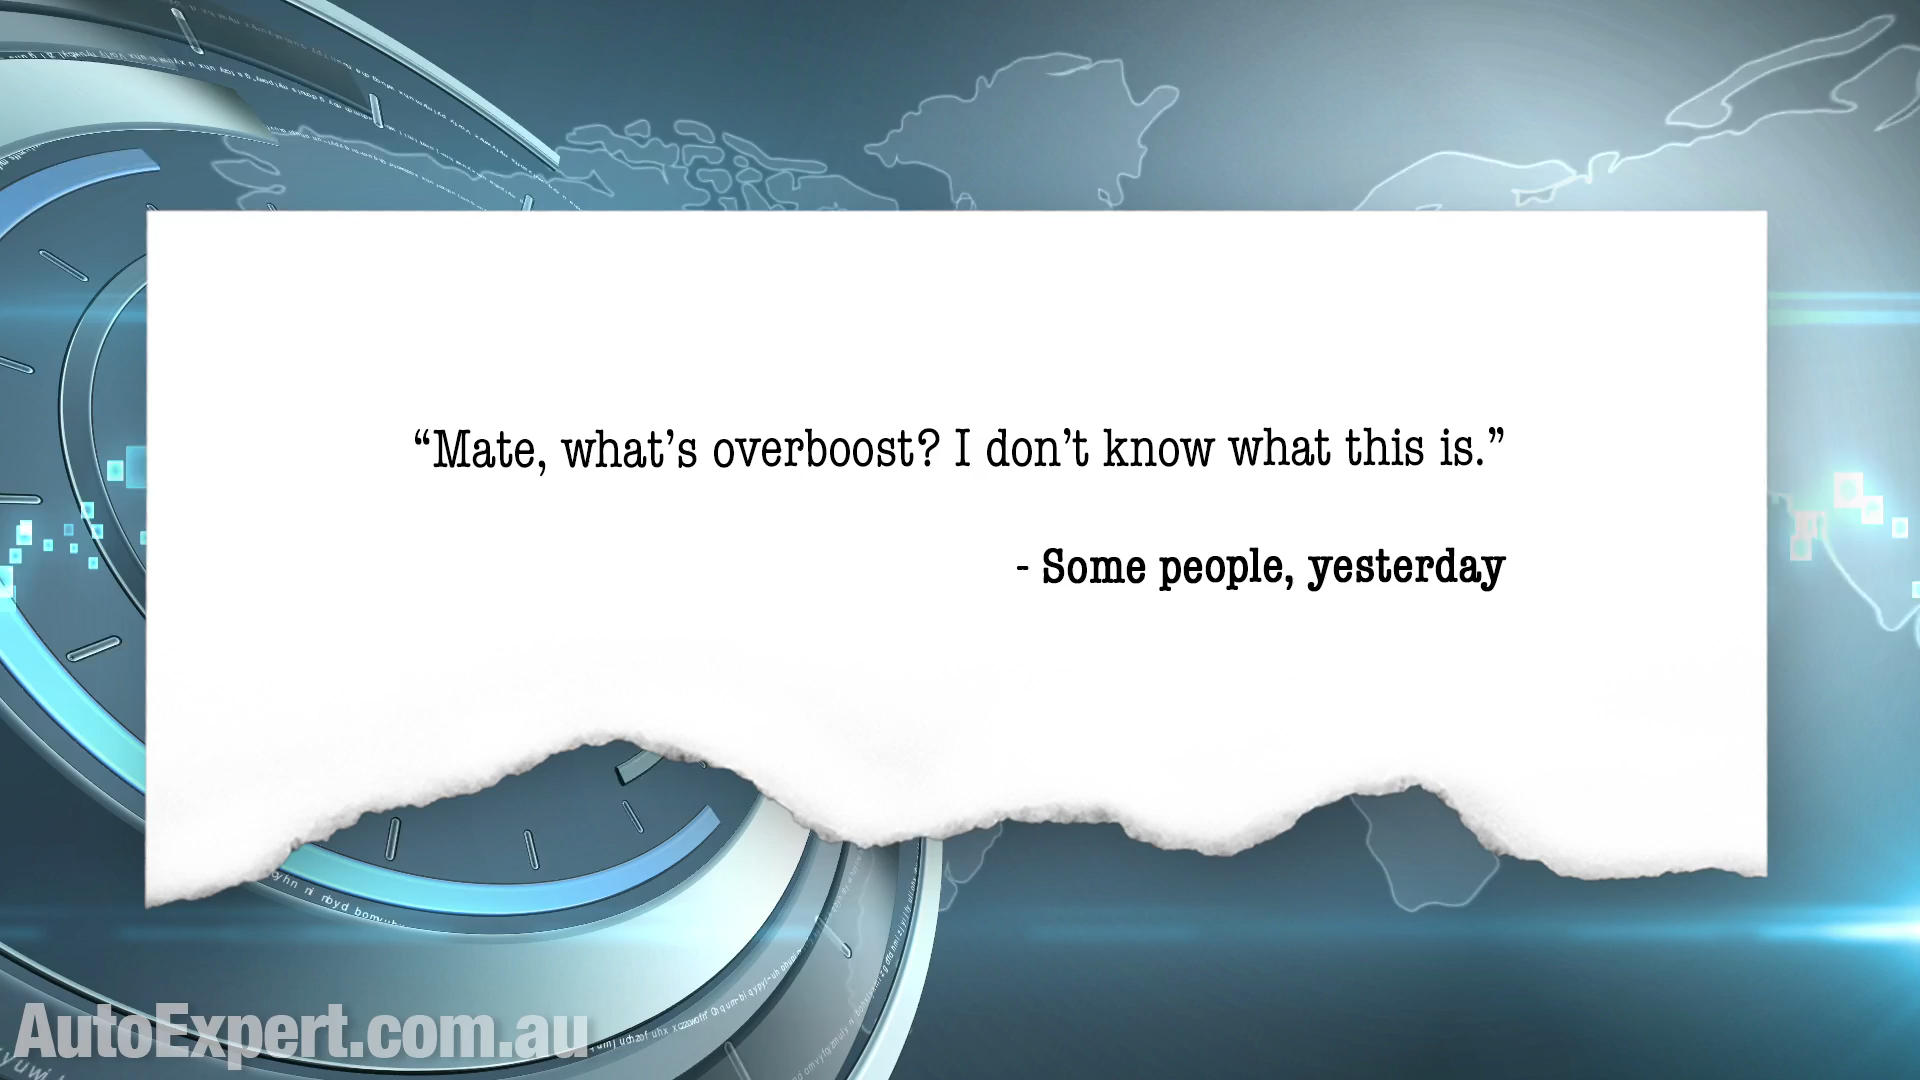 “Mate, what’s overboost? I don’t know what this is.”
- Some people, yesterday
AutoExpert.com.au